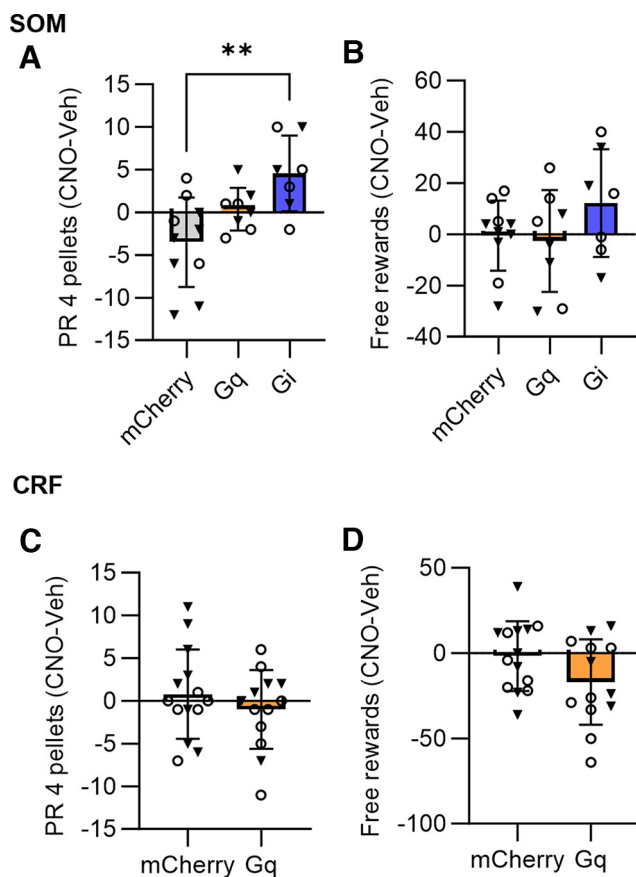 SOM
A
**
PR 4 pellets (CNO-Veh)
15
10
5
0
-5
-10
-15
mCherry
Gq
Gi
B
Free rewards (CNO-Veh)
60
40
20
0
-20
-40
mCherry
Gq
Gi
CRF
C
PR 4 pellets (CNO-Veh)
15
10
5
0
-5
-10
-15
mCherry Gq
D
Free rewards (CNO-Veh)
50
0
-50
-100
mCherry Gq